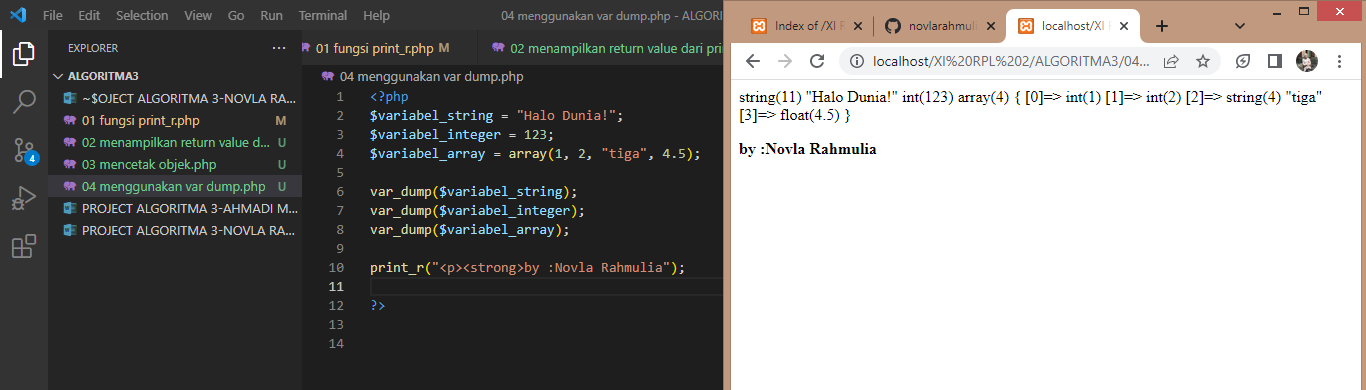 File Edit Selection View Go Run Terminal Help
04 menggunakan var dump.php - ALGORI
EXPLORER
ALGORITMA3
~$OJECT ALGORITMA 3-NOVLA RA...
01 fungsi print_r.php M
02 menampilkan return value d... U
03 mencetak objek.php U
04 menggunakan var dump.php U
PROJECT ALGORITMA 3-AHMADI M...
PROJECT ALGORITMA 3-NOVLA RA...
4
01 fungsi print_r.php M
02 menampilkan return value dari prin
04 menggunakan var dump.php
1 <?php
2 $variabel_string = "Halo Dunia!";
3 $variabel_integer = 123;
4 $variabel_array = array(1, 2, "tiga", 4.5);
5
6 var_dump($variabel_string);
7 var_dump($variabel_integer);
8 var_dump($variabel_array);
9
10 print_r("<p><strong>by :Novla Rahmulia");
11
12 ?>
13
14
Index of /XI R
novlarahmuli
localhost/XI F
localhost/XI%20RPL%202/ALGORITMA3/04...
string(11) "Halo Dunia!" int(123) array(4) { [0]=> int(1) [1]=> int(2) [2]=> string(4) "tiga"
[3]=> float(4.5) }
by :Novla Rahmulia